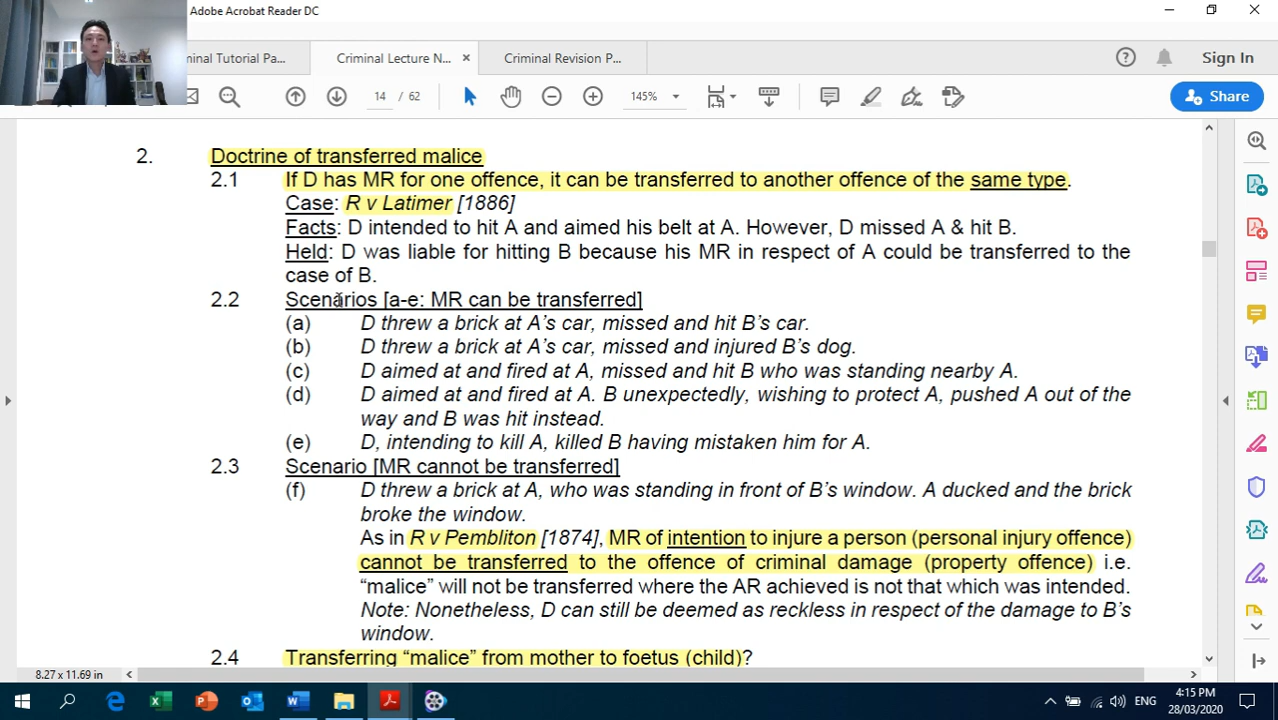 Adobe Acrobat Reader DC
minal Tutorial Pa...
Criminal Lecture N...
Criminal Revision P...
Sign In
14 / 62
145%
Share
2. Doctrine of transferred malice
2.1 If D has MR for one offence, it can be transferred to another offence of the same type.
Case: R v Latimer [1886]
Facts: D intended to hit A and aimed his belt at A. However, D missed A & hit B.
Held: D was liable for hitting B because his MR in respect of A could be transferred to the
case of B.
2.2 Scenarios [a-e: MR can be transferred]
(a) D threw a brick at A's car, missed and hit B's car.
(b) D threw a brick at A's car, missed and injured B's dog.
(c) D aimed at and fired at A, missed and hit B who was standing nearby A.
(d) D aimed at and fired at A. B unexpectedly, wishing to protect A, pushed A out of the
way and B was hit instead.
(e) D, intending to kill A, killed B having mistaken him for A.
2.3 Scenario [MR cannot be transferred]
(f) D threw a brick at A, who was standing in front of B's window. A ducked and the brick
broke the window.
As in R v Pembliton [1874], MR of intention to injure a person (personal injury offence)
cannot be transferred to the offence of criminal damage (property offence) i.e.
"malice" will not be transferred where the AR achieved is not that which was intended.
Note: Nonetheless, D can still be deemed as reckless in respect of the damage to B's
window.
2.4 Transferring "malice" from mother to foetus (child)?
8.27 x 11.69 in
ENG
4:15 PM
28/03/2020